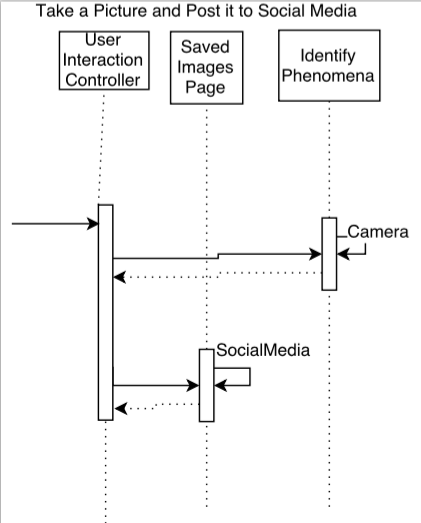 Take a Picture and Post it to Social Media
User
Interaction
Controller
Saved
Images
Page
Identify
Phenomena
Camera
SocialMedia